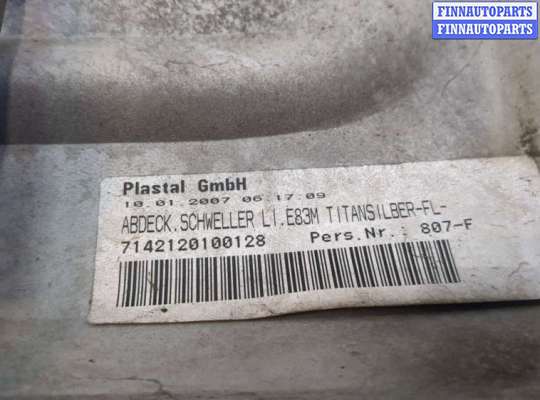 FINNAUTOPARTS
FINNAUTOPARTS
Plastal GmbH
10.01.2007 06:17:09
ABDECK.SCHWELLER LI.E83M TITANSILBER-FL-
7142120100128 Pers.Nr.: 807-F